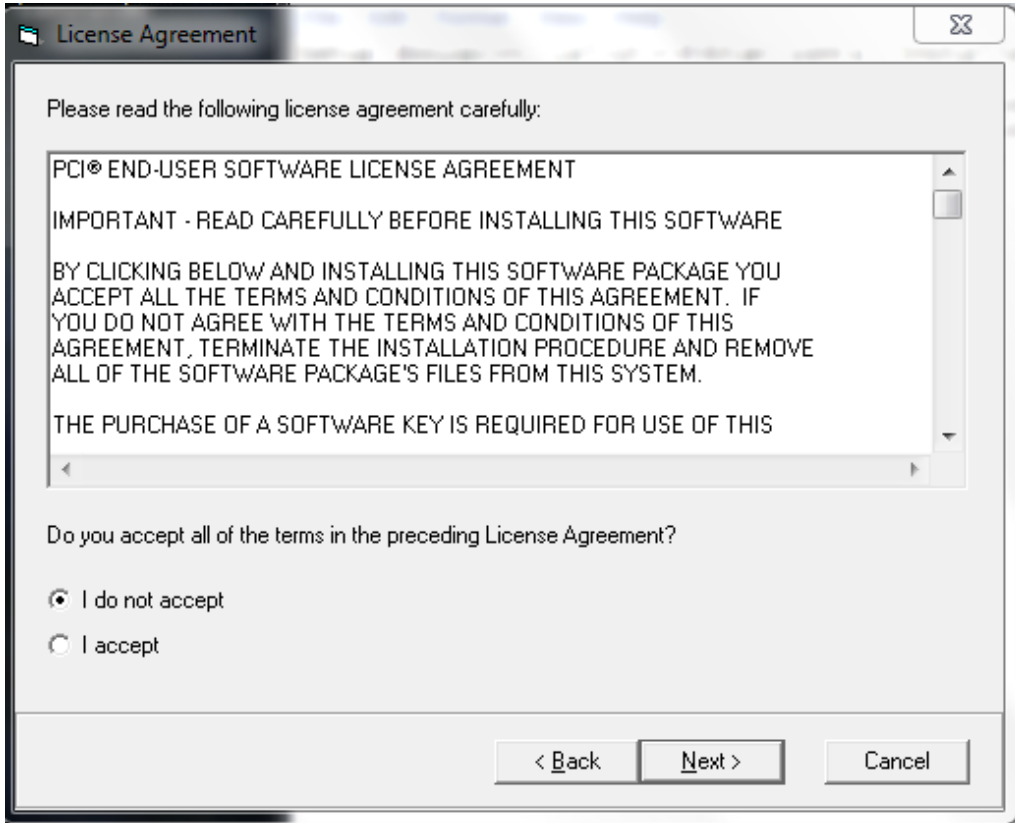 License Agreement
Please read the following license agreement carefully:
PCI® END-USER SOFTWARE LICENSE AGREEMENT
IMPORTANT - READ CAREFULLY BEFORE INSTALLING THIS SOFTWARE
BY CLICKING BELOW AND INSTALLING THIS SOFTWARE PACKAGE YOU
ACCEPT ALL THE TERMS AND CONDITIONS OF THIS AGREEMENT.  IF
YOU DO NOT AGREE WITH THE TERMS AND CONDITIONS OF THIS
AGREEMENT, TERMINATE THE INSTALLATION PROCEDURE AND REMOVE
ALL OF THE SOFTWARE PACKAGE'S FILES FROM THIS SYSTEM.
THE PURCHASE OF A SOFTWARE KEY IS REQUIRED FOR USE OF THIS
Do you accept all of the terms in the preceding License Agreement?
I do not accept
I accept
< Back
Next >
Cancel